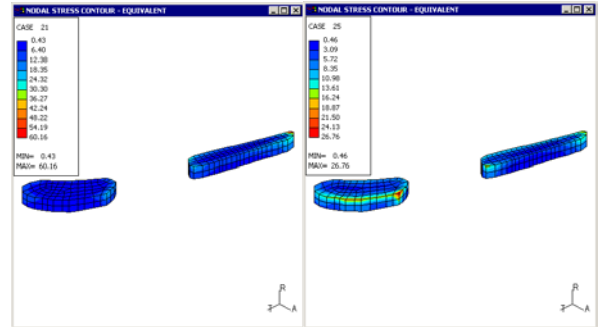 NODAL STRESS CONTOUR - EQUIVALENT
CASE 21
0.43
6.40
12.38
18.35
24.32
30.30
36.27
42.24
48.22
54.19
60.16
MIN= 0.43
MAX= 60.16
R
A
NODAL STRESS CONTOUR - EQUIVALENT
CASE 25
0.46
3.09
5.72
8.35
10.98
13.61
16.24
18.87
21.50
24.13
26.76
MIN= 0.46
MAX= 26.76
R
A